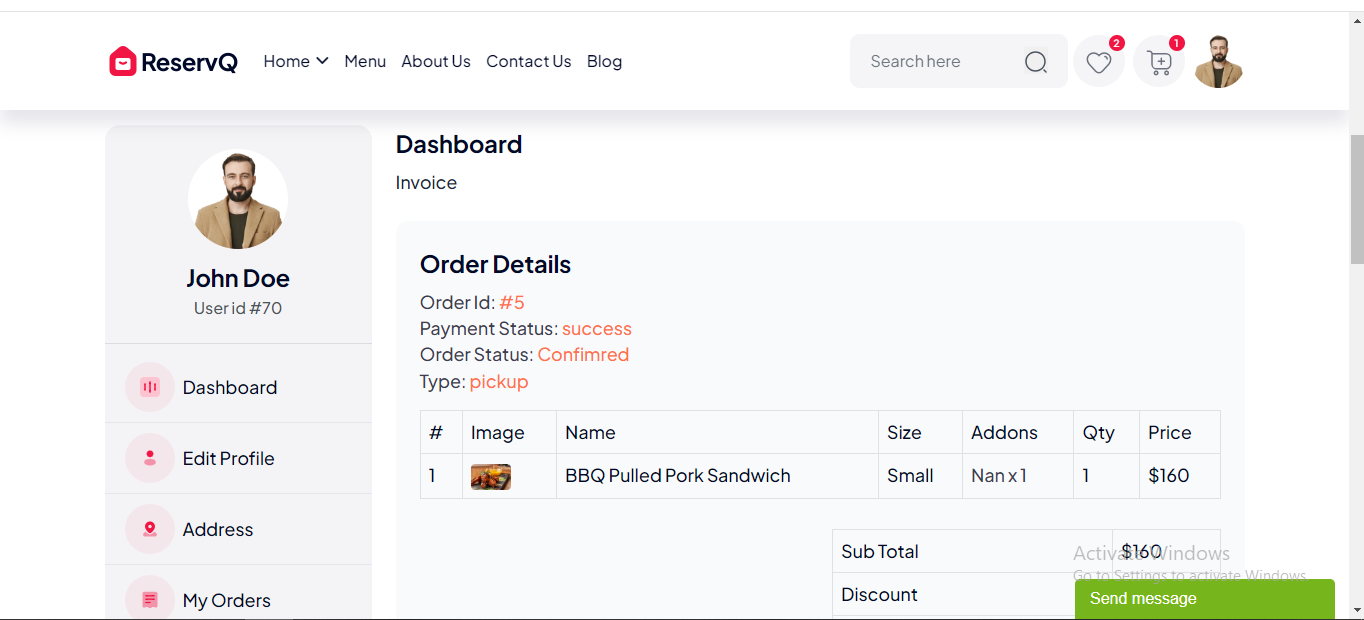 ReservQ Home Menu About Us Contact Us Blog Search here 2 1
John Doe
User id #70
Dashboard
Edit Profile
Address
My Orders
Dashboard
Invoice
Order Details
Order Id: #5
Payment Status: success
Order Status: Confimred
Type: pickup
# Image Name Size Addons Qty Price
1 BBQ Pulled Pork Sandwich Small Nan x 1 1 $160
Sub Total $160
Discount
Activate Windows
Go to Settings to activate Windows.
Send message